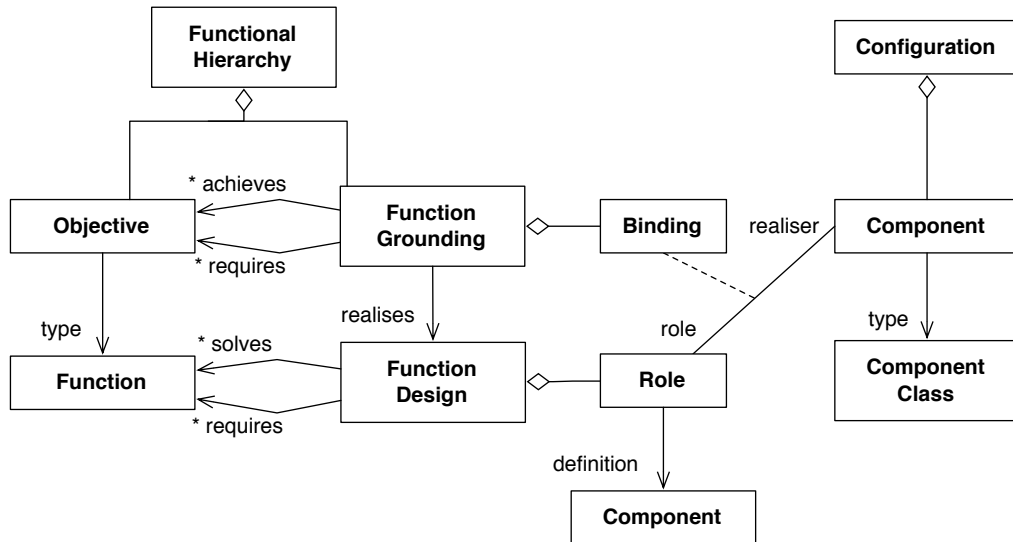 Functional
Hierarchy
Configuration
* achieves
Objective
Function
Grounding
Binding
realiser
Component
* requires
type
realises
role
type
* solves
Function
Function
Design
Role
Component
Class
* requires
definition
Component